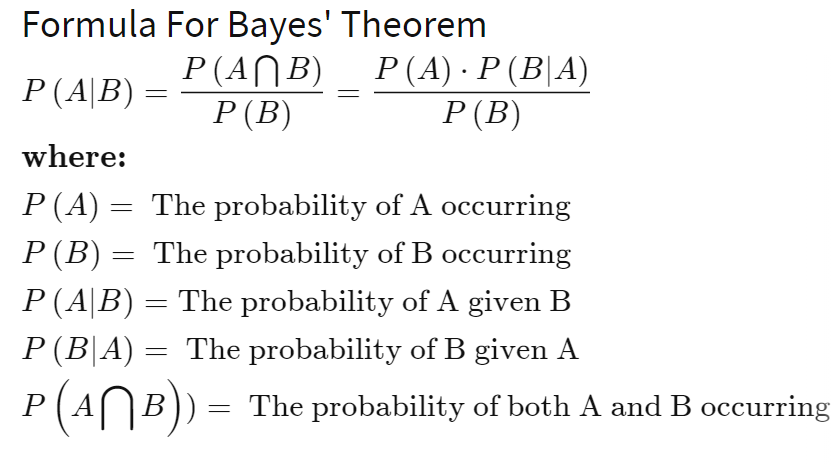 Formula For Bayes' Theorem
P (A|B) = P (A⋂B) / P (B) = P (A) · P (B|A) / P (B)
where:
P (A) = The probability of A occurring
P (B) = The probability of B occurring
P (A|B) = The probability of A given B
P (B|A) = The probability of B given A
P (A⋂B)) = The probability of both A and B occurring